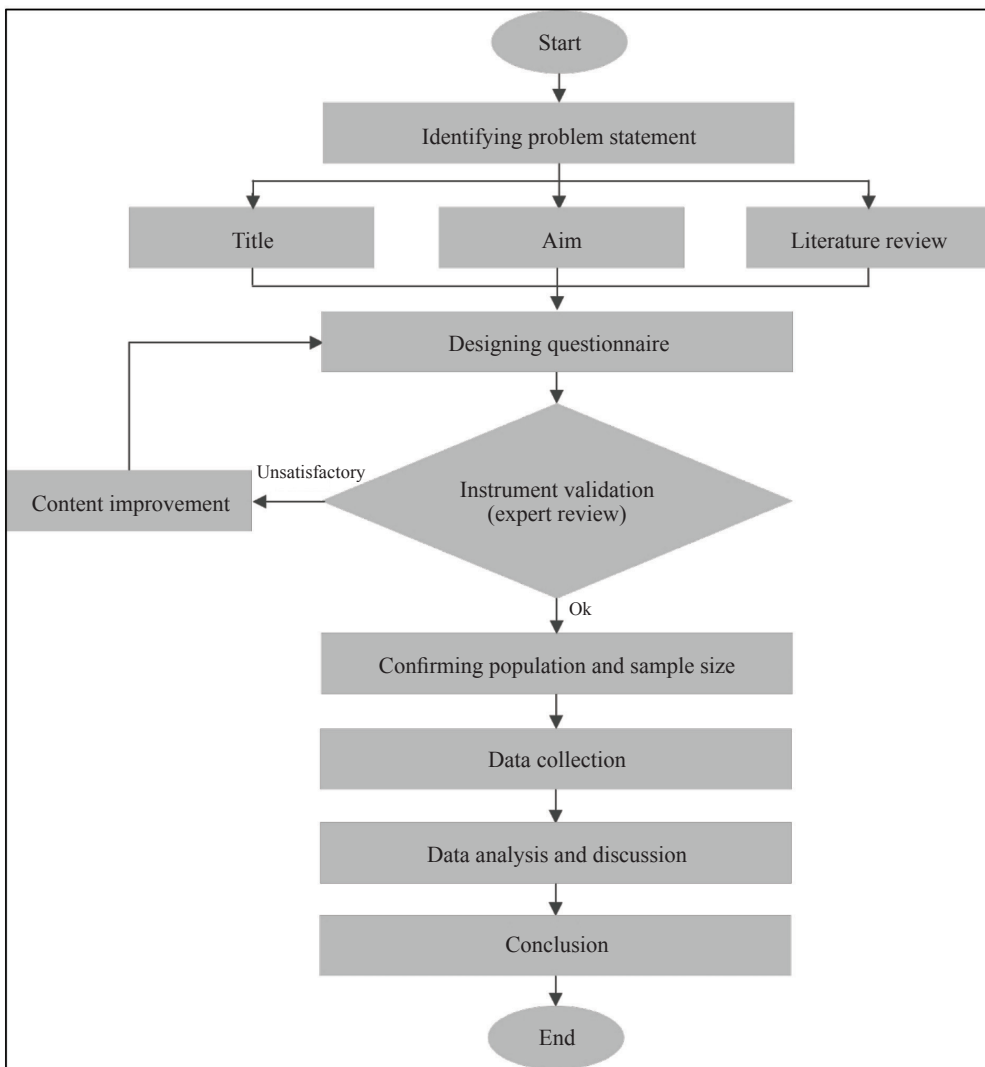 Start
Identifying problem statement
Title
Aim
Literature review
Designing questionnaire
Unsatisfactory
Content improvement
Instrument validation
(expert review)
Ok
Confirming population and sample size
Data collection
Data analysis and discussion
Conclusion
End